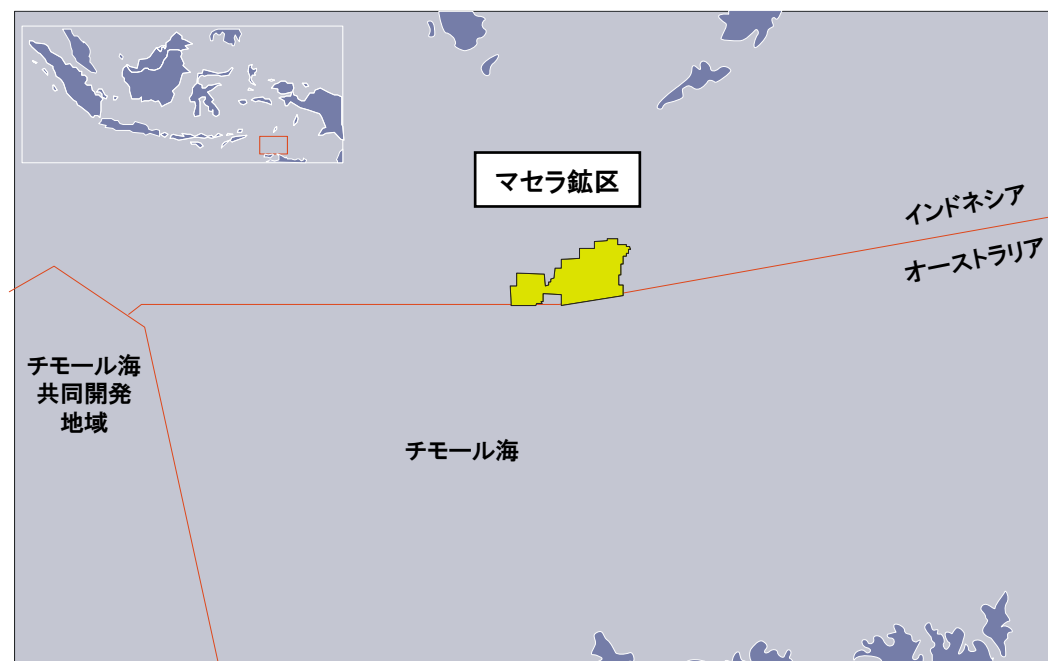 マセラ鉱区
インドネシア
オーストラリア
チモール海
共同開発
地域
チモール海